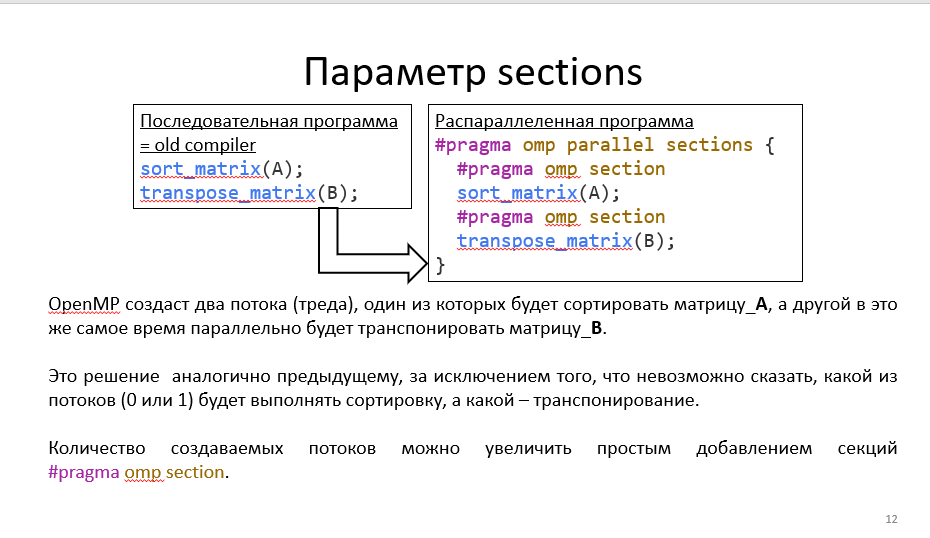 Параметр sections
Последовательная программа
= old compiler
sort_matrix(A);
transpose_matrix(B);
Распараллеленная программа
#pragma omp parallel sections {
#pragma omp section
sort_matrix(A);
#pragma omp section
transpose_matrix(B);
}
OpenMP создаст два потока (треда), один из которых будет сортировать матрицу_A, а другой в это
же самое время параллельно будет транспонировать матрицу_B.
Это решение аналогично предыдущему, за исключением того, что невозможно сказать, какой из
потоков (0 или 1) будет выполнять сортировку, а какой – транспонирование.
Количество создаваемых потоков можно увеличить простым добавлением секций
#pragma omp section.
12